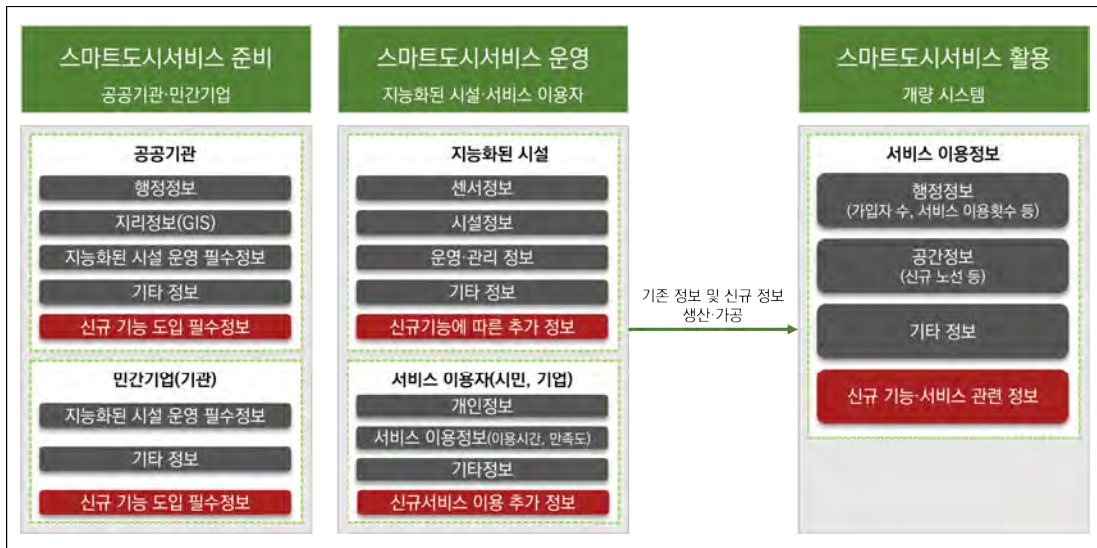 스마트도시서비스 준비
공공기관·민간기업
공공기관
행정정보
지리정보(GIS)
지능화된 시설 운영 필수정보
기타 정보
신규 기능 도입 필수정보
민간기업(기관)
지능화된 시설 운영 필수정보
기타 정보
신규 기능 도입 필수정보
스마트도시서비스 운영
지능화된 시설·서비스 이용자
지능화된 시설
센서정보
시설정보
운영·관리 정보
기타 정보
신규기능에 따른 추가 정보
서비스 이용자(시민, 기업)
개인정보
서비스 이용정보(이용시간, 만족도)
기타정보
신규서비스 이용 추가 정보
기존 정보 및 신규 정보
생산·가공
스마트도시서비스 활용
개량 시스템
서비스 이용정보
행정정보
(가입자 수, 서비스 이용횟수 등)
공간정보
(신규 노선 등)
기타 정보
신규 기능·서비스 관련 정보